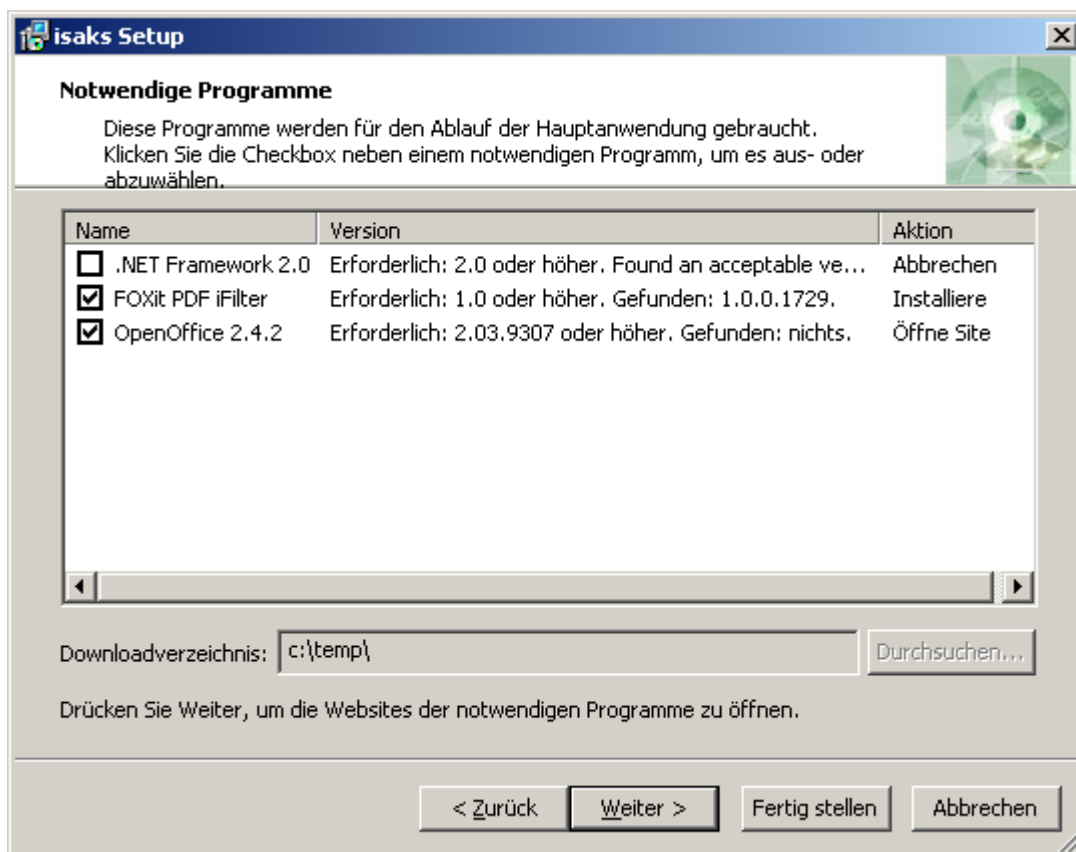 isaks Setup
Notwendige Programme
Diese Programme werden für den Ablauf der Hauptanwendung gebraucht.
Klicken Sie die Checkbox neben einem notwendigen Programm, um es aus- oder
abzuwählen.
Name Version Aktion
.NET Framework 2.0 Erforderlich: 2.0 oder höher. Found an acceptable ve... Abbrechen
FOXit PDF iFilter Erforderlich: 1.0 oder höher. Gefunden: 1.0.0.1729. Installiere
OpenOffice 2.4.2 Erforderlich: 2.03.9307 oder höher. Gefunden: nichts. Öffne Site
Downloadverzeichnis: c:\temp\ Durchsuchen...
Drücken Sie Weiter, um die Websites der notwendigen Programme zu öffnen.
< Zurück Weiter > Fertig stellen Abbrechen